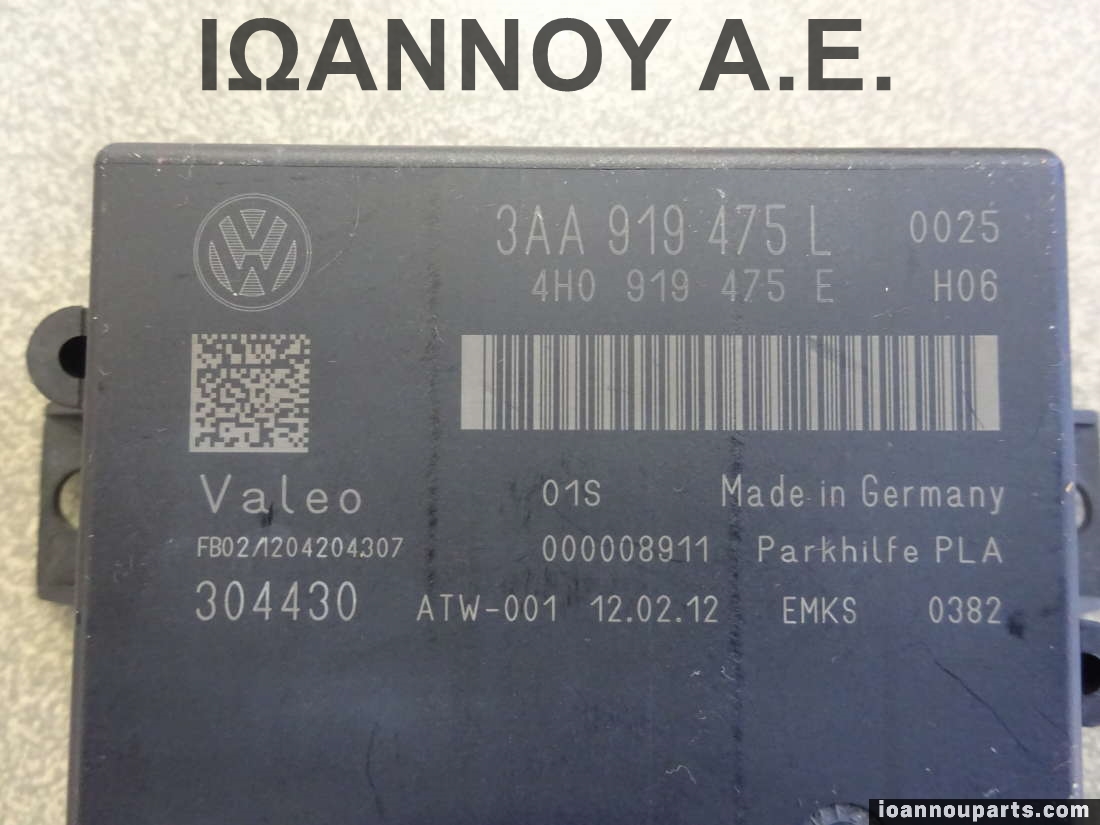 ΙΩΑΝΝΟΥ Α.Ε.
3AA 919 475 L 0025
4H0 919 475 E H06
Valeo 01S Made in Germany
FB02/1204204307 000008911 Parkhilfe PLA
304430 ATW-001 12.02.12 EMKS 0382
ioannouparts.com